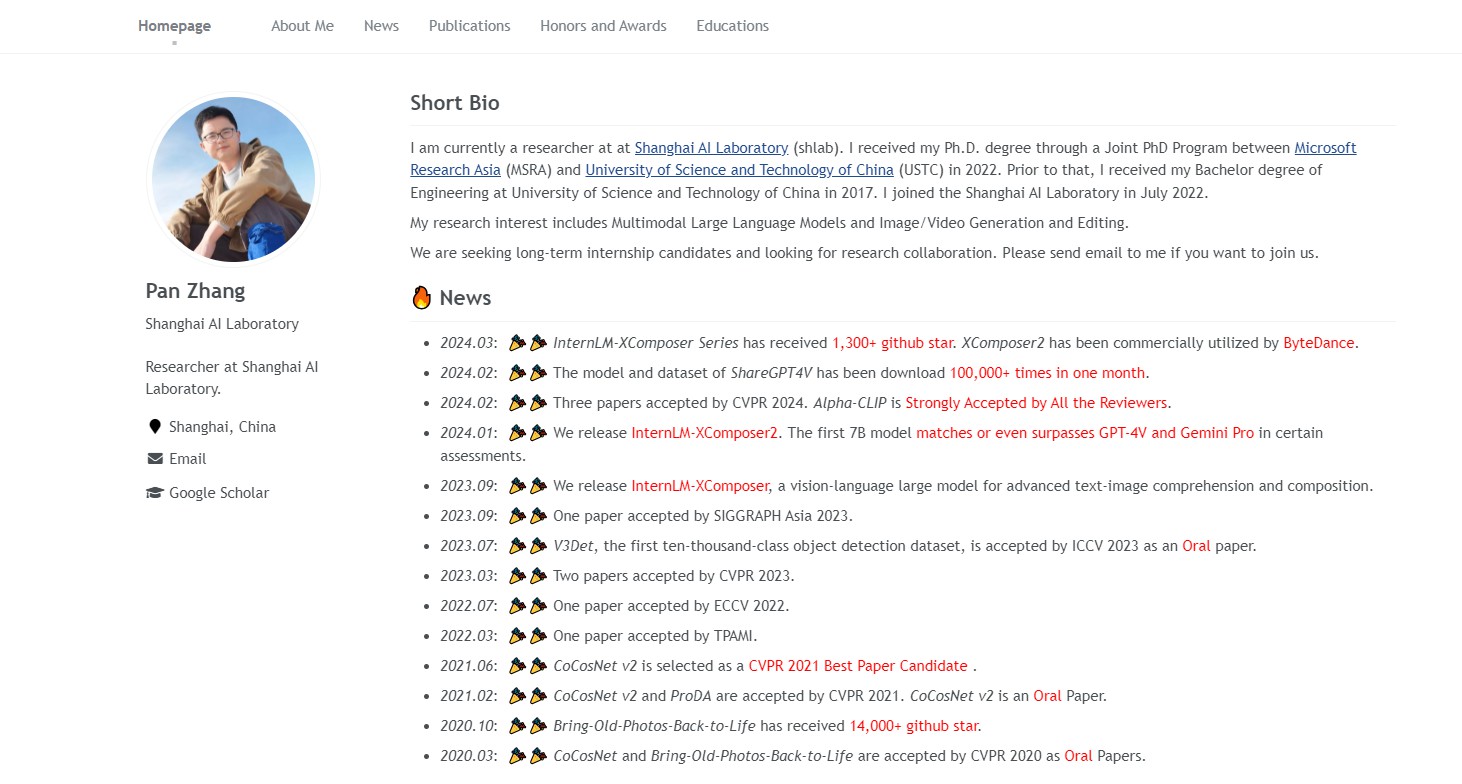 Homepage About Me News Publications Honors and Awards Educations
Pan Zhang
Shanghai AI Laboratory
Researcher at Shanghai AI
Laboratory.
Shanghai, China
Email
Google Scholar
Short Bio
I am currently a researcher at at Shanghai AI Laboratory (shlab). I received my Ph.D. degree through a Joint PhD Program between Microsoft
Research Asia (MSRA) and University of Science and Technology of China (USTC) in 2022. Prior to that, I received my Bachelor degree of
Engineering at University of Science and Technology of China in 2017. I joined the Shanghai AI Laboratory in July 2022.
My research interest includes Multimodal Large Language Models and Image/Video Generation and Editing.
We are seeking long-term internship candidates and looking for research collaboration. Please send email to me if you want to join us.
News
2024.03: InternLM-XComposer Series has received 1,300+ github star. XComposer2 has been commercially utilized by ByteDance.
2024.02: The model and dataset of ShareGPT4V has been download 100,000+ times in one month.
2024.02: Three papers accepted by CVPR 2024. Alpha-CLIP is Strongly Accepted by All the Reviewers.
2024.01: We release InternLM-XComposer2. The first 7B model matches or even surpasses GPT-4V and Gemini Pro in certain
assessments.
2023.09: We release InternLM-XComposer, a vision-language large model for advanced text-image comprehension and composition.
2023.09: One paper accepted by SIGGRAPH Asia 2023.
2023.07: V3Det, the first ten-thousand-class object detection dataset, is accepted by ICCV 2023 as an Oral paper.
2023.03: Two papers accepted by CVPR 2023.
2022.07: One paper accepted by ECCV 2022.
2022.03: One paper accepted by TPAMI.
2021.06: CoCosNet v2 is selected as a CVPR 2021 Best Paper Candidate .
2021.02: CoCosNet v2 and ProDA are accepted by CVPR 2021. CoCosNet v2 is an Oral Paper.
2020.10: Bring-Old-Photos-Back-to-Life has received 14,000+ github star.
2020.03: CoCosNet and Bring-Old-Photos-Back-to-Life are accepted by CVPR 2020 as Oral Papers.